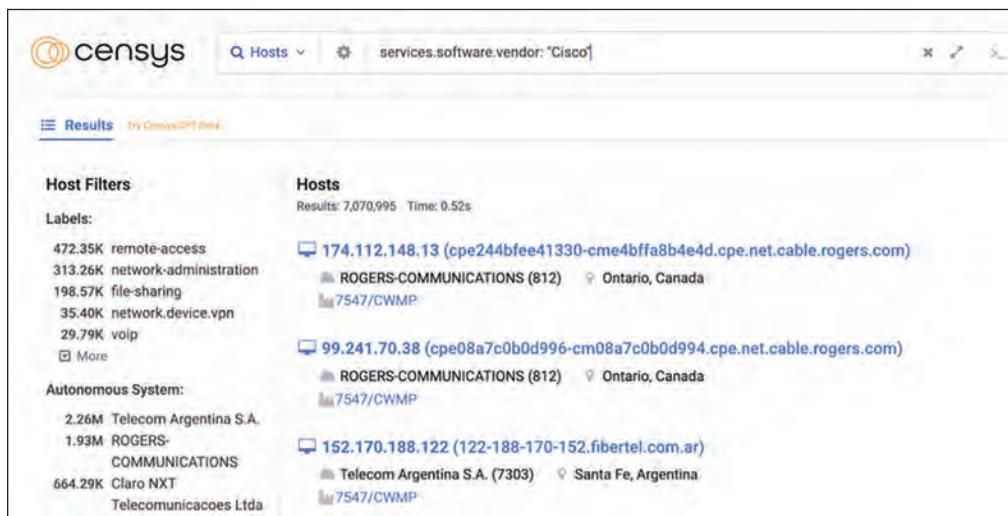 censys
Hosts
services.software.vendor: "Cisco"
Results Try CensysGPT Beta
Host Filters
Labels:
472.35K remote-access
313.26K network-administration
198.57K file-sharing
35.40K network.device.vpn
29.79K voip
More
Autonomous System:
2.26M Telecom Argentina S.A.
1.93M ROGERS-
COMMUNICATIONS
664.29K Claro NXT
Telecomunicacoes Ltda
Hosts
Results: 7,070,995 Time: 0.52s
174.112.148.13 (cpe244bfee41330-cme4bffa8b4e4d.cpe.net.cable.rogers.com)
ROGERS-COMMUNICATIONS (812) Ontario, Canada
7547/CWMP
99.241.70.38 (cpe08a7c0b0d996-cm08a7c0b0d994.cpe.net.cable.rogers.com)
ROGERS-COMMUNICATIONS (812) Ontario, Canada
7547/CWMP
152.170.188.122 (122-188-170-152.fibertel.com.ar)
Telecom Argentina S.A. (7303) Santa Fe, Argentina
7547/CWMP